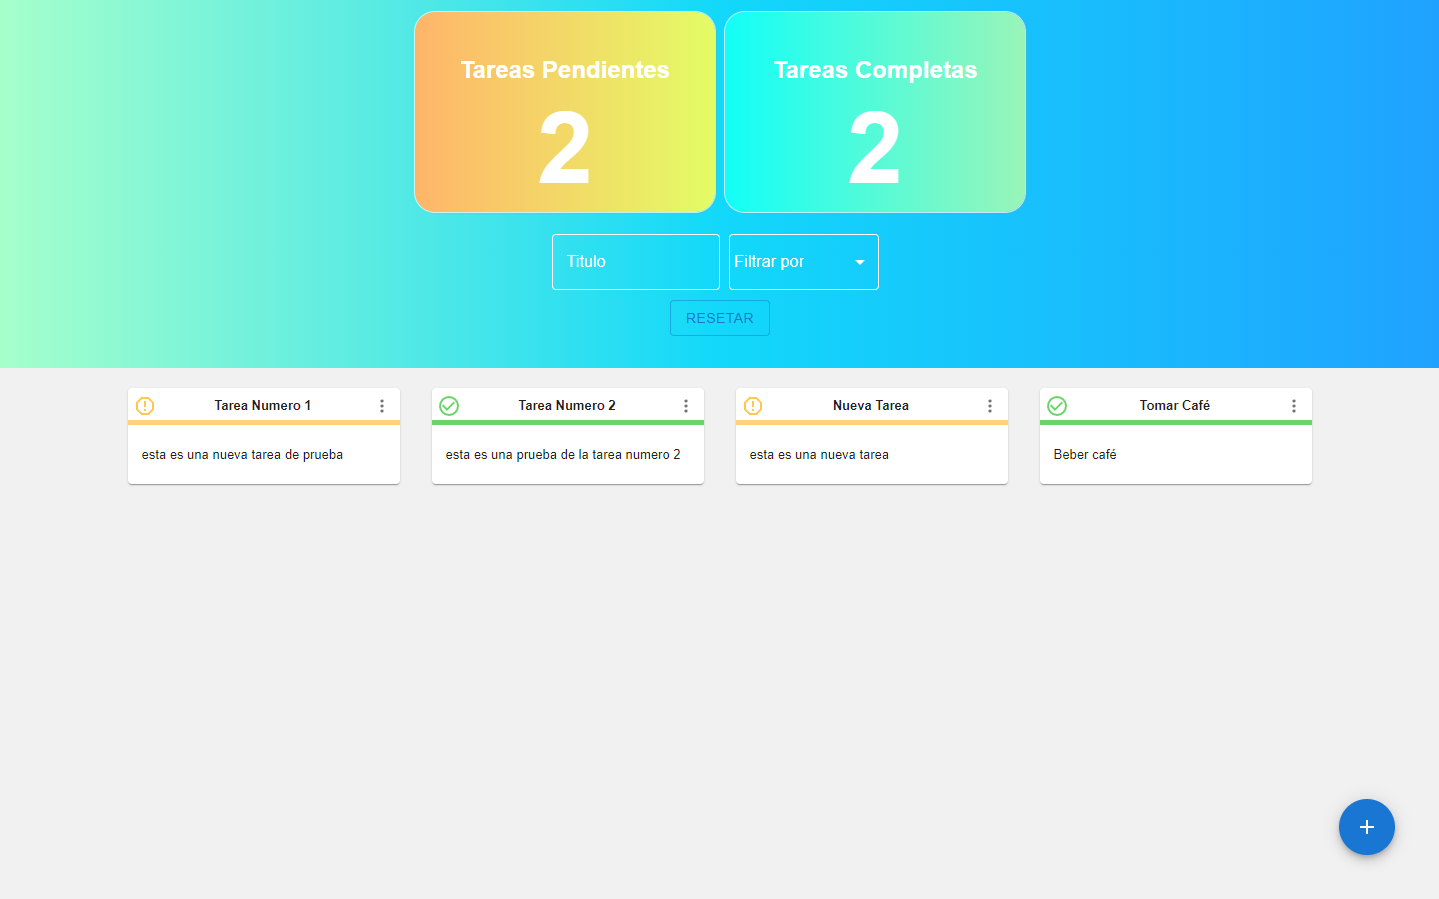 Tareas Pendientes
2
Tareas Completas
2
Titulo
Filtrar por
RESETAR
Tarea Numero 1
esta es una nueva tarea de prueba
Tarea Numero 2
esta es una prueba de la tarea numero 2
Nueva Tarea
esta es una nueva tarea
Tomar Café
Beber café